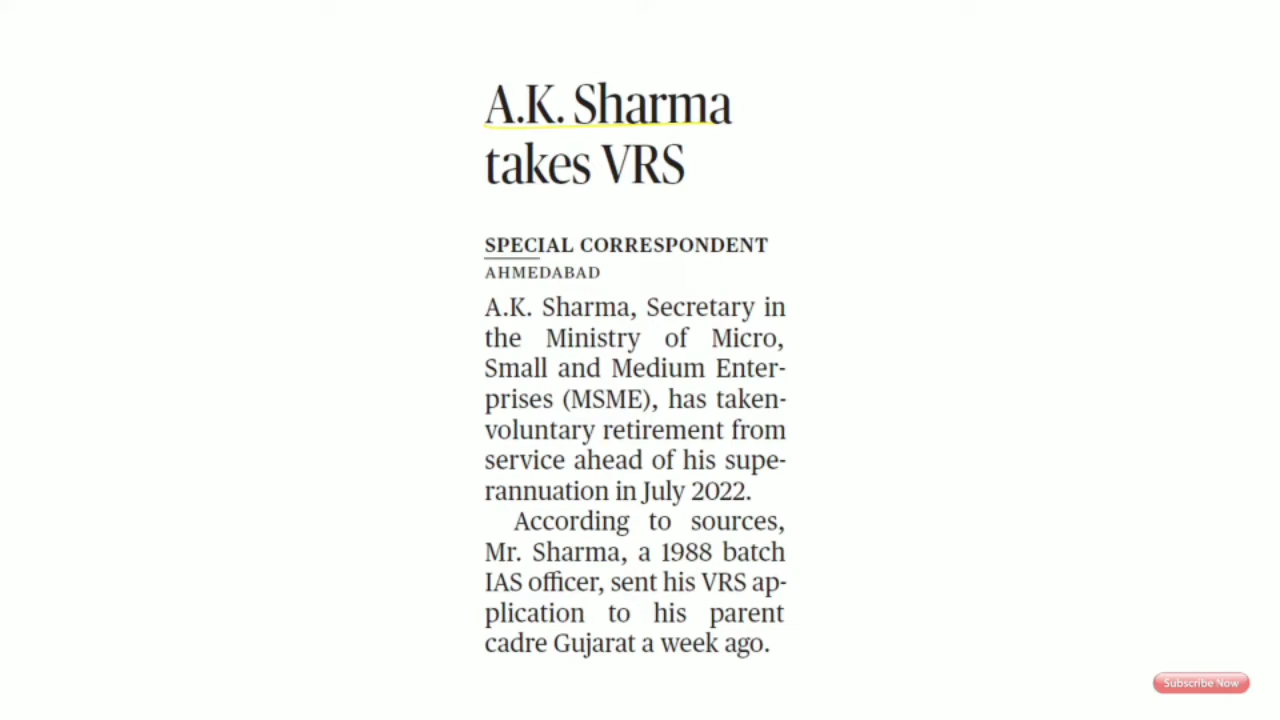 A.K. Sharma
takes VRS
SPECIAL CORRESPONDENT
AHMEDABAD
A.K. Sharma, Secretary in
the Ministry of Micro,
Small and Medium Enter-
prises (MSME), has taken-
voluntary retirement from
service ahead of his supe-
rannuation in July 2022.
According to sources,
Mr. Sharma, a 1988 batch
IAS officer, sent his VRS ap-
plication to his parent
cadre Gujarat a week ago.
Subscribe Now